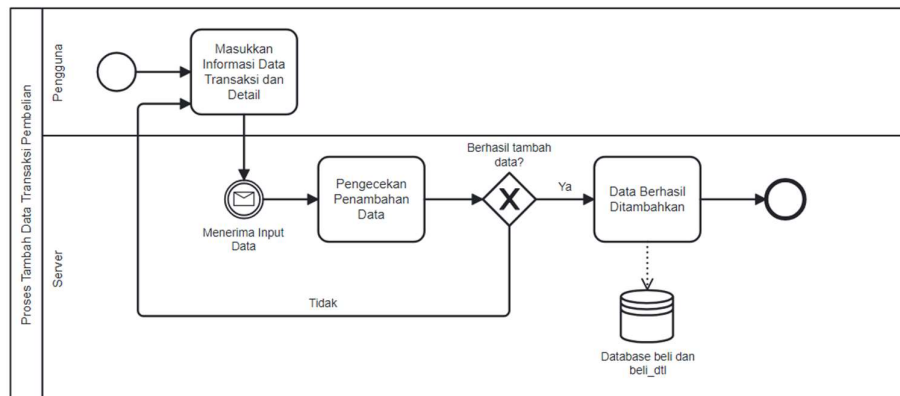 Proses Tambah Data Transaksi Pembelian
Pengguna
Masukkan
Informasi Data
Transaksi dan
Detail
Server
Menerima Input
Data
Pengecekan
Penambahan
Data
Berhasil tambah
data?
Ya
Tidak
Data Berhasil
Ditambahkan
Database beli dan
beli_dtl